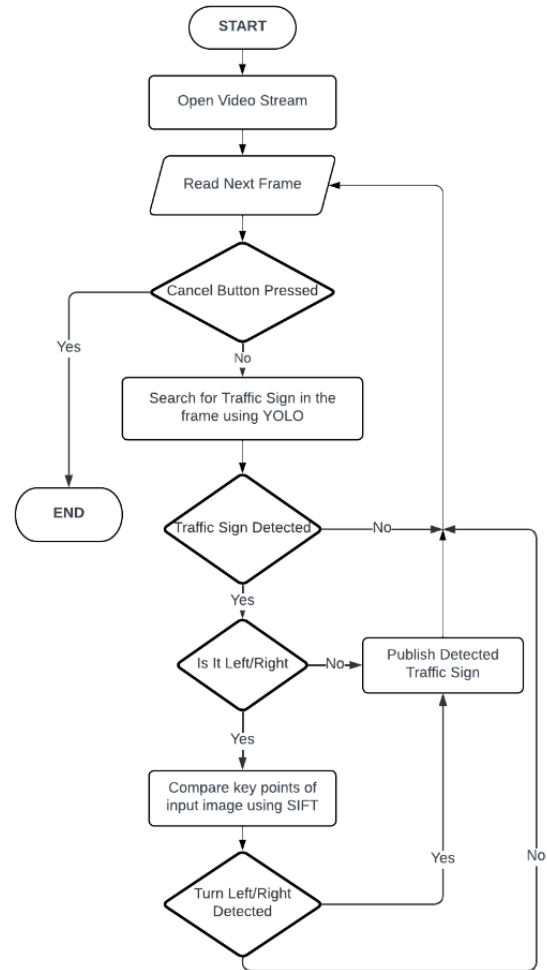 START
Open Video Stream
Read Next Frame
Cancel Button Pressed
Yes
No
Search for Traffic Sign in the
frame using YOLO
END
Traffic Sign Detected
No
Yes
Is It Left/Right
No
Publish Detected
Traffic Sign
Yes
Compare key points of
input image using SIFT
Turn Left/Right
Detected
Yes
No